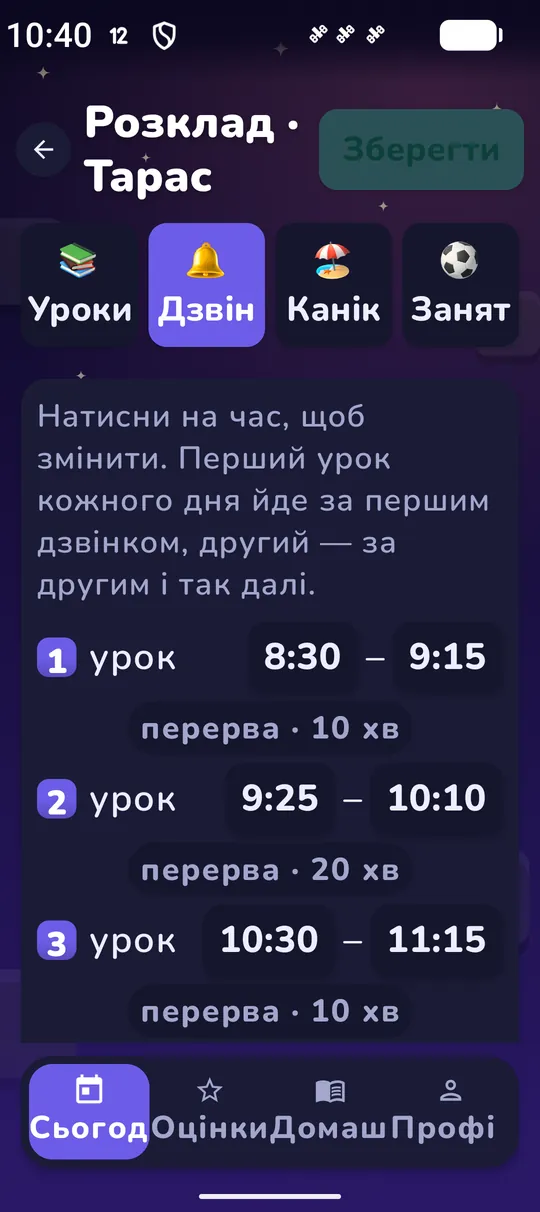 10:40 12
Розклад ·
Тарас
Зберегти
Уроки Дзвін Канік Занят
Натисни на час, щоб
змінити. Перший урок
кожного дня йде за першим
дзвінком, другий — за
другим і так далі.
1 урок 8:30 – 9:15
перерва · 10 хв
2 урок 9:25 – 10:10
перерва · 20 хв
3 урок 10:30 – 11:15
перерва · 10 хв
Сьогод Оцінки Домаш Профі